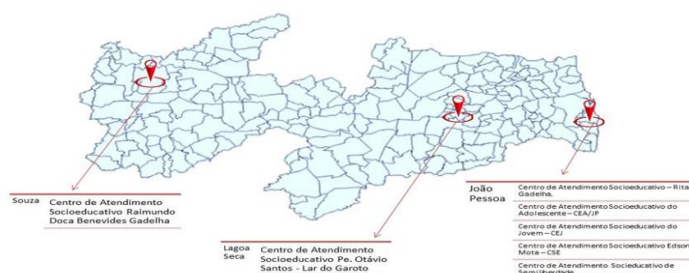 Souza
Centro de Atendimento
Socioeducativo Raimundo
Doca Benevides Gadelha
Lagoa
Seca
Centro de Atendimento
Socioeducativo Pe. Otávio
Santos - Lar do Garoto
João
Pessoa
Centro de Atendimento Socioeducativo – Rita
Gadelha.
Centro de Atendimento Socioeducativo do
Adolescente – CEA/JP
Centro de Atendimento Socioeducativo do
Jovem – CEJ
Centro de Atendimento Socioeducativo Edson
Mota – CSE
Centro de Atendimento Socieducativo de
Semiliberdade